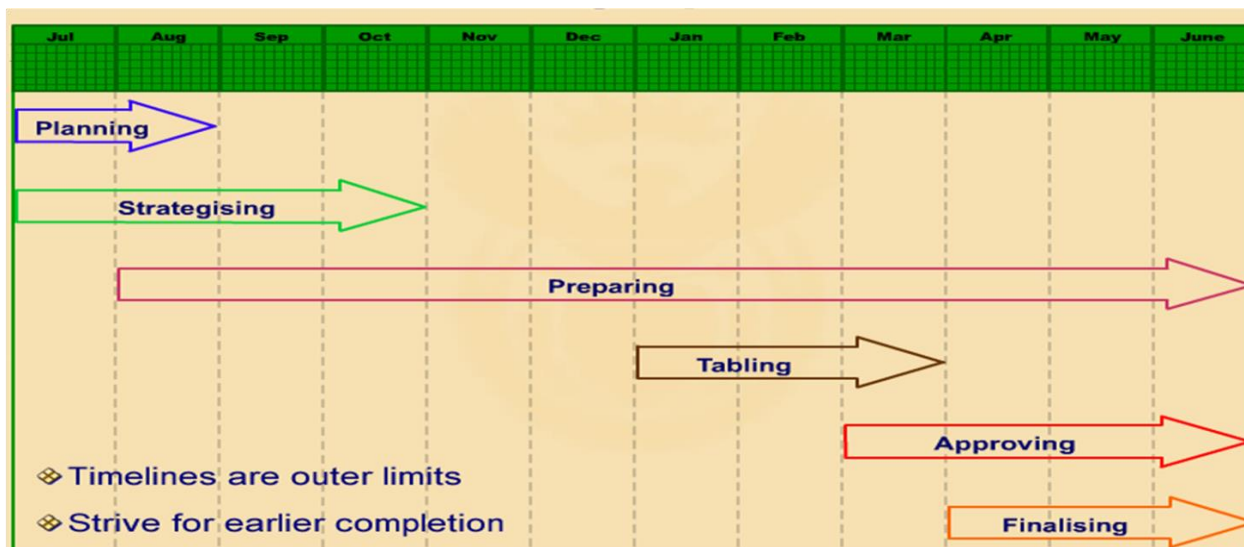 Jul Aug Sep Oct Nov Dec Jan Feb Mar Apr May June
Planning
Strategising
Preparing
Tabling
Approving
Timelines are outer limits
Strive for earlier completion
Finalising